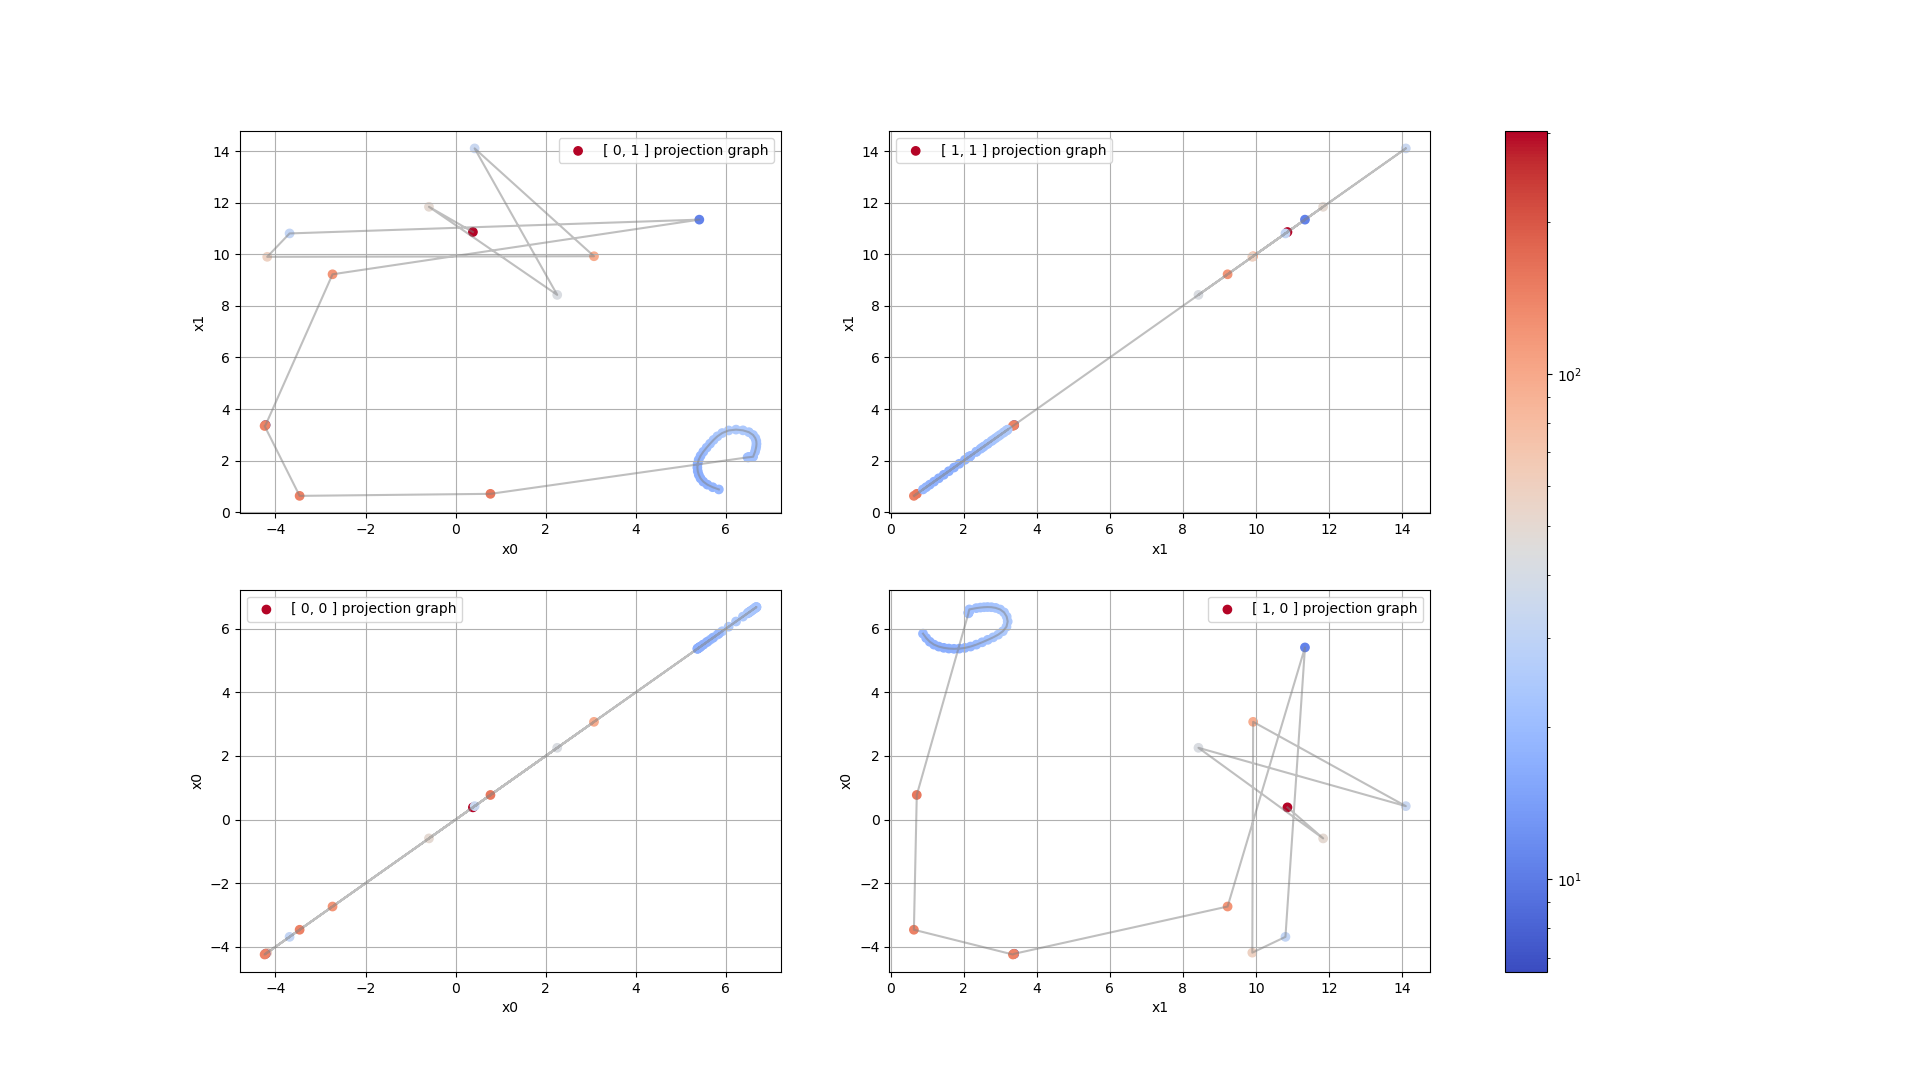 [ 0, 1 ] projection graph
14
12
10
8
6
4
2
0
x1
−4 −2 0 2 4 6
x0
[ 1, 1 ] projection graph
14
12
10
8
6
4
2
0
x1
0 2 4 6 8 10 12 14
x1
[ 0, 0 ] projection graph
6
4
2
0
−2
−4
x0
−4 −2 0 2 4 6
x0
[ 1, 0 ] projection graph
6
4
2
0
−2
−4
x0
0 2 4 6 8 10 12 14
x1
10²
10¹